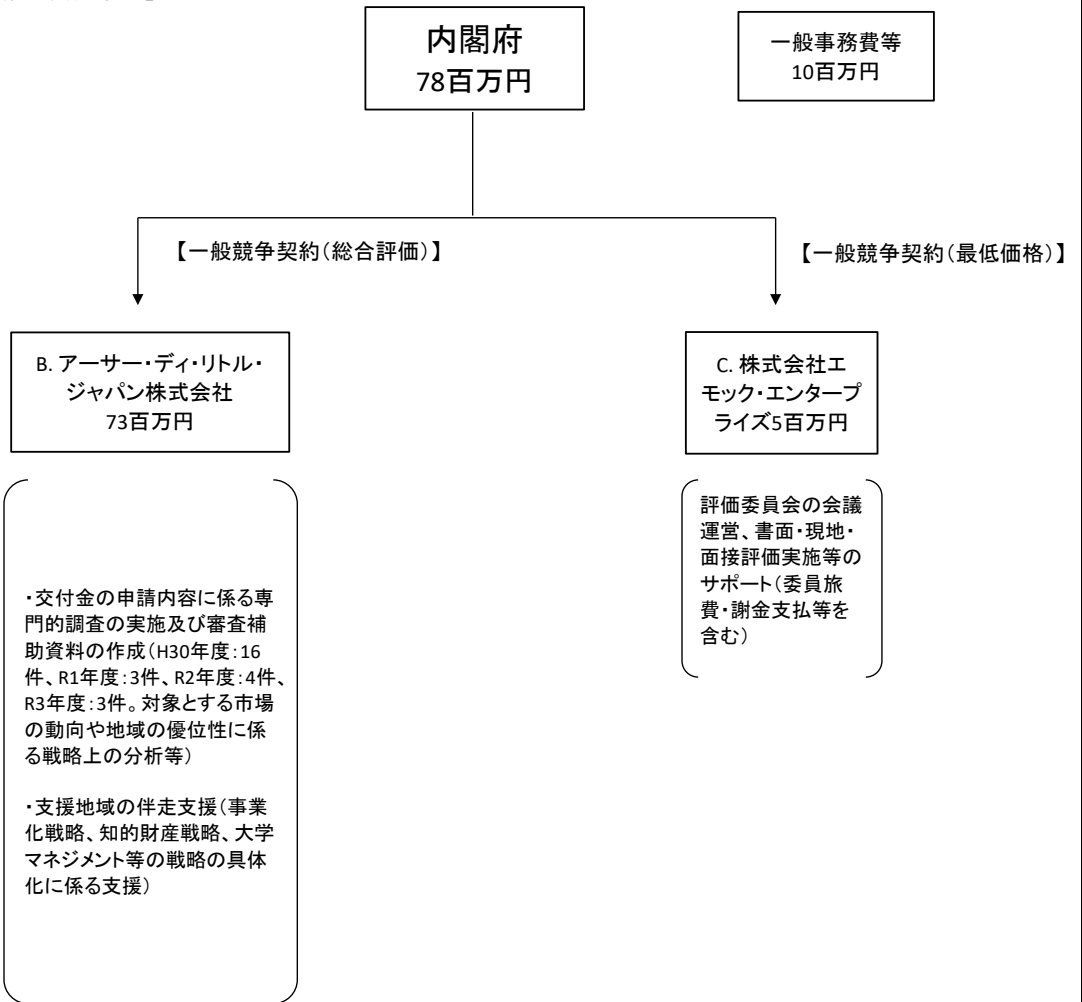 内閣府
78百万円
一般事務費等
10百万円
【一般競争契約(総合評価)】
【一般競争契約(最低価格)】
B. アーサー・ディ・リトル・
ジャパン株式会社
73百万円
C. 株式会社エ
モック・エンタープ
ライズ5百万円
・交付金の申請内容に係る専
門的調査の実施及び審査補
助資料の作成(H30年度:16
件、R1年度:3件、R2年度:4件、
R3年度:3件。対象とする市場
の動向や地域の優位性に係
る戦略上の分析等)
・支援地域の伴走支援(事業
化戦略、知的財産戦略、大学
マネジメント等の戦略の具体
化に係る支援)
評価委員会の会議
運営、書面・現地・
面接評価実施等の
サポート(委員旅
費・謝金支払等を
含む)